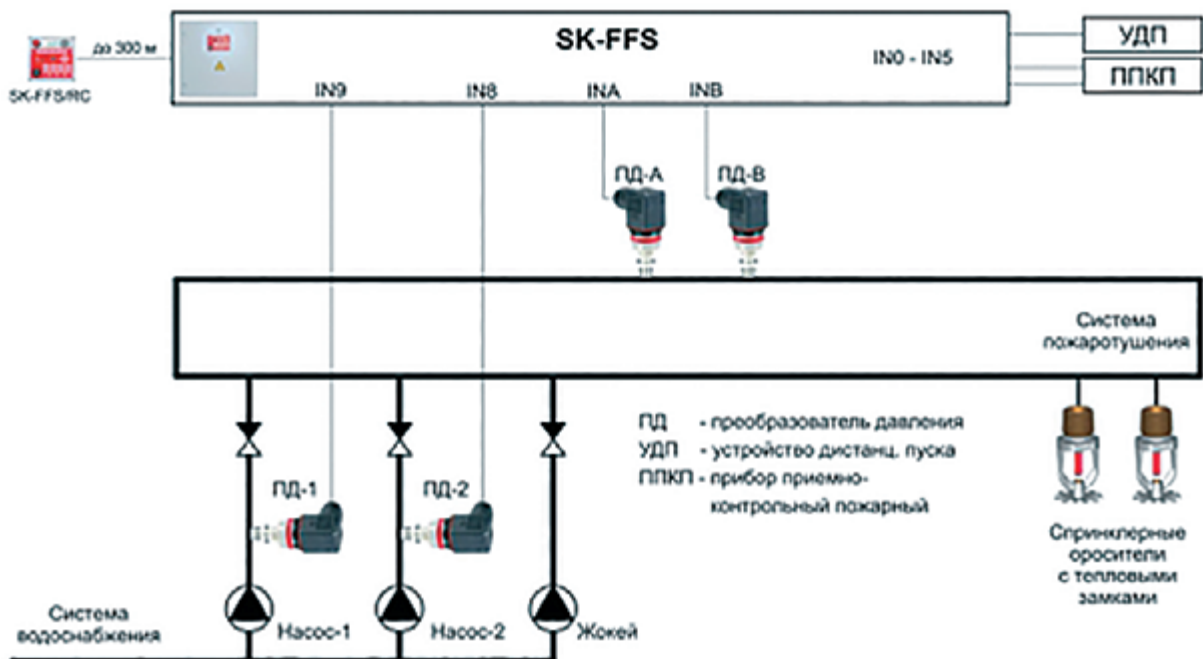 SK-FFS
до 300 м
SK-FFS/RC
IN9
IN8
INA
INB
IN0 - IN5
УДП
ППКП
ПД-А
ПД-В
Система
пожаротушения
ПД - преобразователь давления
УДП - устройство дистанц. пуска
ППКП - прибор приемно-
контрольный пожарный
ПД-1
ПД-2
Спринклерные
оросители
с тепловыми
замками
Система
водоснабжения
Насос-1
Насос-2
Жокей